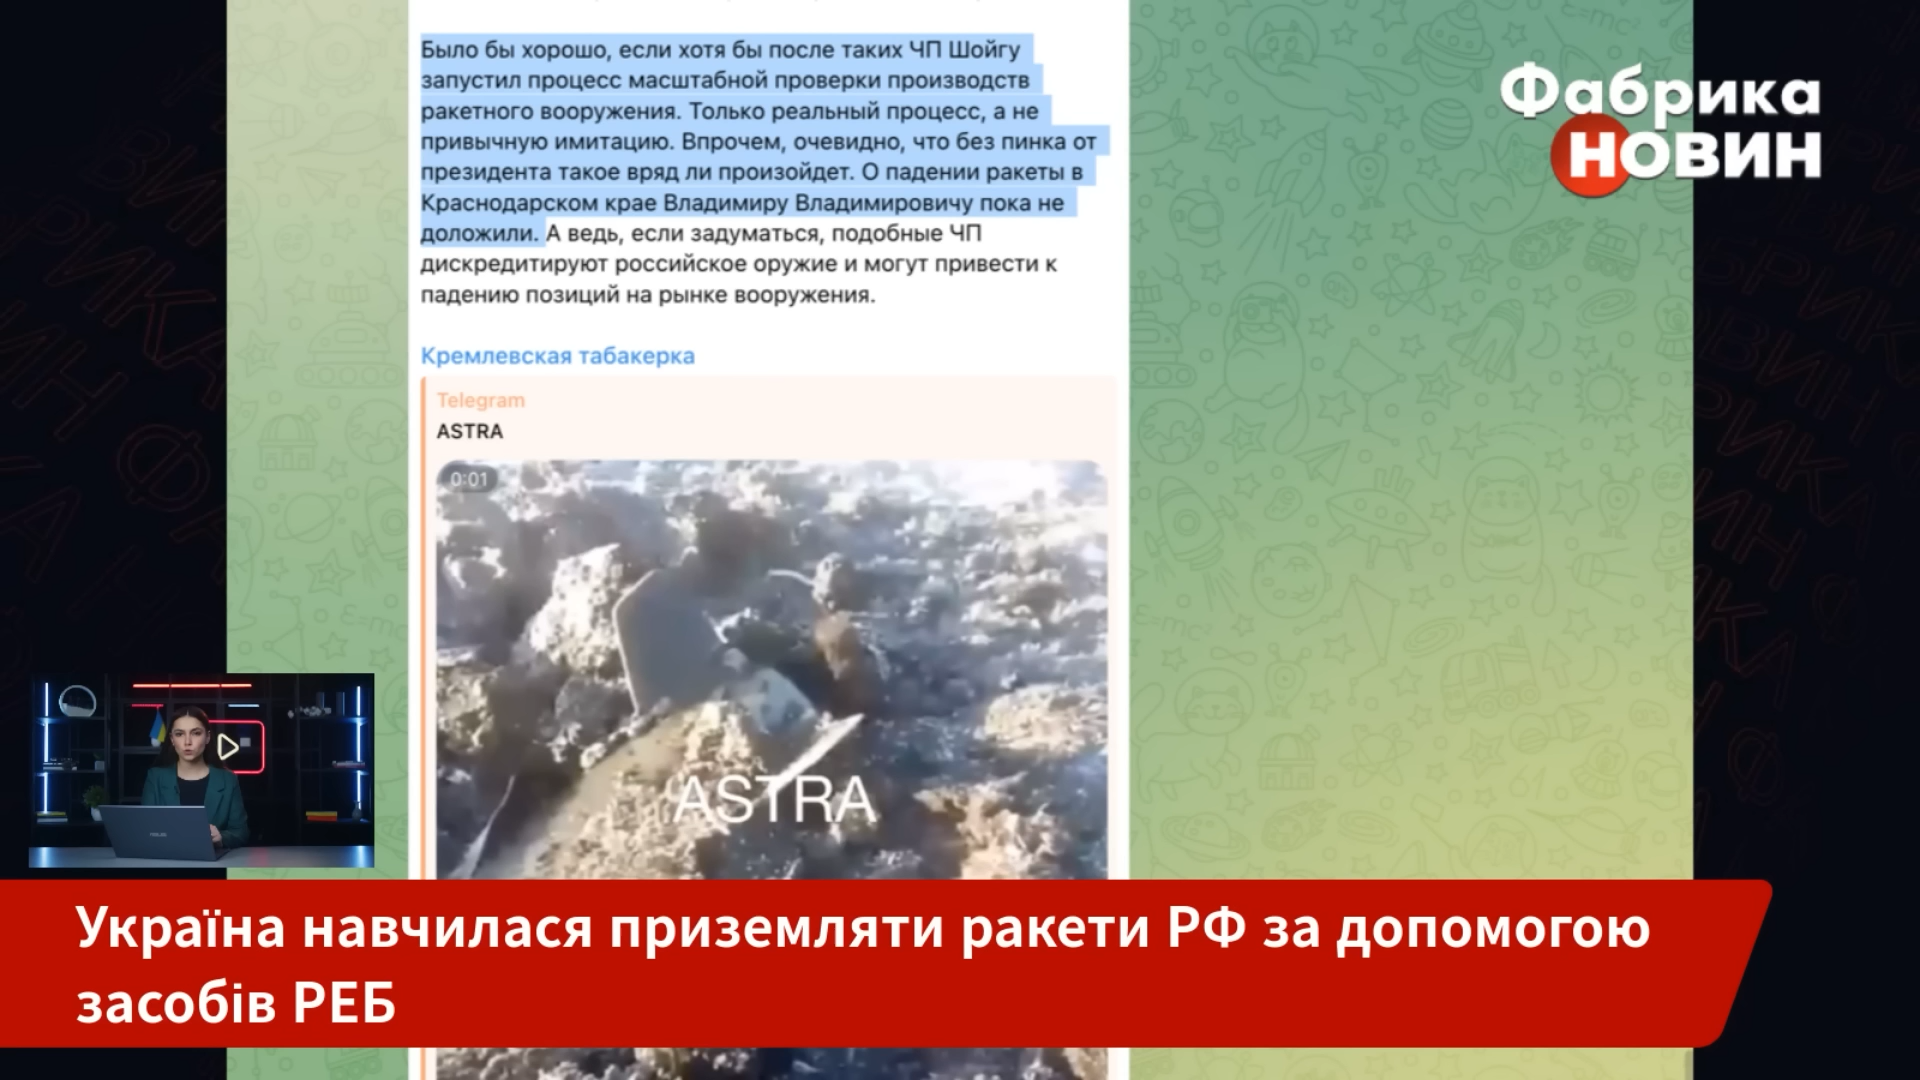 Было бы хорошо, если хотя бы после таких ЧП Шойгу
запустил процесс масштабной проверки производств
ракетного вооружения. Только реальный процесс, а не
привычную имитацию. Впрочем, очевидно, что без пинка от
президента такое вряд ли произойдет. О падении ракеты в
Краснодарском крае Владимиру Владимировичу пока не
доложили. А ведь, если задуматься, подобные ЧП
дискредитируют российское оружие и могут привести к
падению позиций на рынке вооружения.
Кремлевская табакерка
Telegram
ASTRA
0:01
ASTRA
Фабрика
НОВИН
Україна навчилася приземляти ракети РФ за допомогою
засобів РЕБ